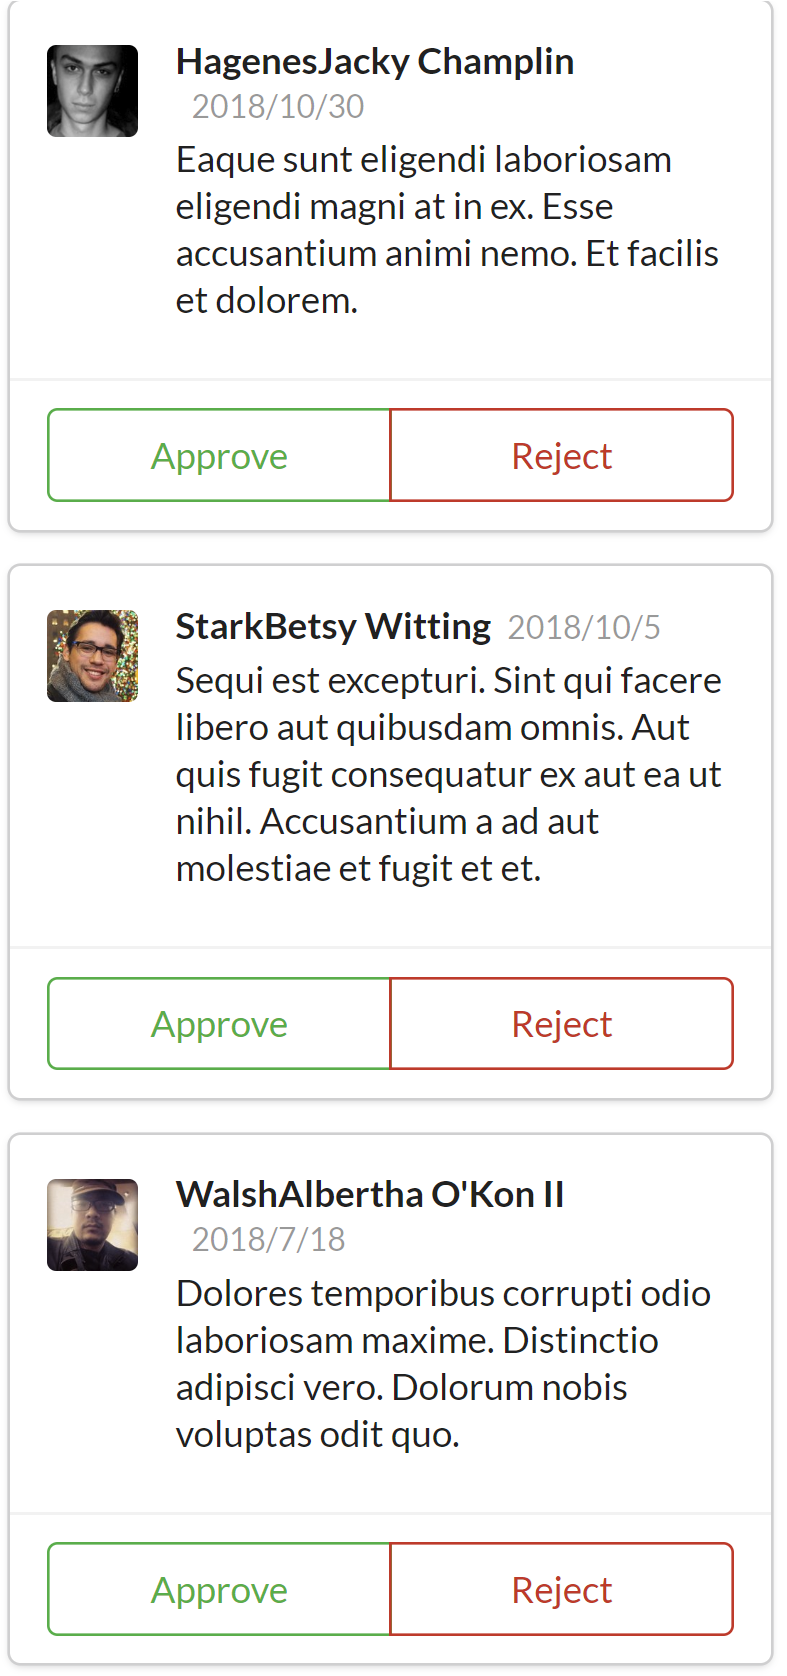 HagenesJacky Champlin
2018/10/30
Eaque sunt eligendi laboriosam
eligendi magni at in ex. Esse
accusantium animi nemo. Et facilis
et dolorem.
Approve Reject
StarkBetsy Witting 2018/10/5
Sequi est excepturi. Sint qui facere
libero aut quibusdam omnis. Aut
quis fugit consequatur ex aut ea ut
nihil. Accusantium a ad aut
molestiae et fugit et et.
Approve Reject
WalshAlbertha O'Kon II
2018/7/18
Dolores temporibus corrupti odio
laboriosam maxime. Distinctio
adipisci vero. Dolorum nobis
voluptas odit quo.
Approve Reject